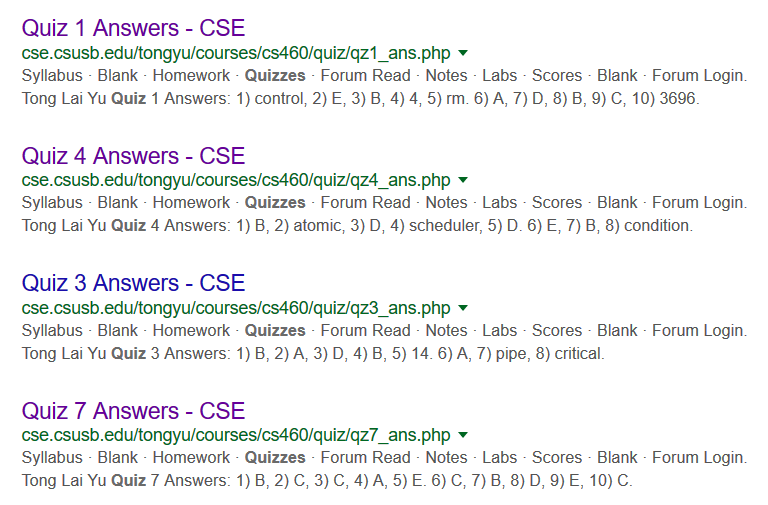 Quiz 1 Answers - CSE
cse.csusb.edu/tongyu/courses/cs460/quiz/qz1_ans.php
Syllabus · Blank · Homework · Quizzes · Forum Read · Notes · Labs · Scores · Blank · Forum Login.
Tong Lai Yu Quiz 1 Answers: 1) control, 2) E, 3) B, 4) 4, 5) rm. 6) A, 7) D, 8) B, 9) C, 10) 3696.
Quiz 4 Answers - CSE
cse.csusb.edu/tongyu/courses/cs460/quiz/qz4_ans.php
Syllabus · Blank · Homework · Quizzes · Forum Read · Notes · Labs · Scores · Blank · Forum Login.
Tong Lai Yu Quiz 4 Answers: 1) B, 2) atomic, 3) D, 4) scheduler, 5) D. 6) E, 7) B, 8) condition.
Quiz 3 Answers - CSE
cse.csusb.edu/tongyu/courses/cs460/quiz/qz3_ans.php
Syllabus · Blank · Homework · Quizzes · Forum Read · Notes · Labs · Scores · Blank · Forum Login.
Tong Lai Yu Quiz 3 Answers: 1) B, 2) A, 3) D, 4) B, 5) 14. 6) A, 7) pipe, 8) critical.
Quiz 7 Answers - CSE
cse.csusb.edu/tongyu/courses/cs460/quiz/qz7_ans.php
Syllabus · Blank · Homework · Quizzes · Forum Read · Notes · Labs · Scores · Blank · Forum Login.
Tong Lai Yu Quiz 7 Answers: 1) B, 2) C, 3) C, 4) A, 5) E. 6) C, 7) B, 8) D, 9) E, 10) C.